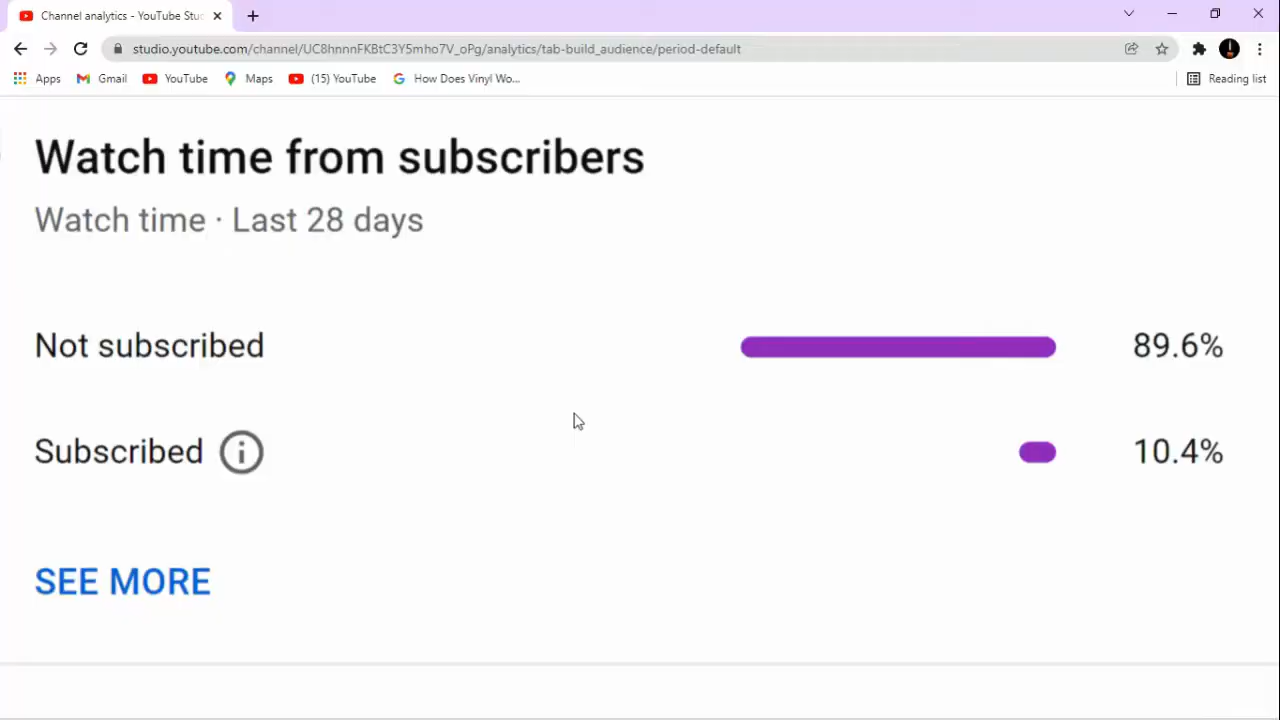 Channel analytics - YouTube Stu
studio.youtube.com/channel/UC8hnnnFKBtC3Y5mho7V_oPg/analytics/tab-build_audience/period-default
Apps Gmail YouTube Maps (15) YouTube How Does Vinyl Wo... Reading list
Watch time from subscribers
Watch time · Last 28 days
Not subscribed 89.6%
Subscribed 10.4%
SEE MORE